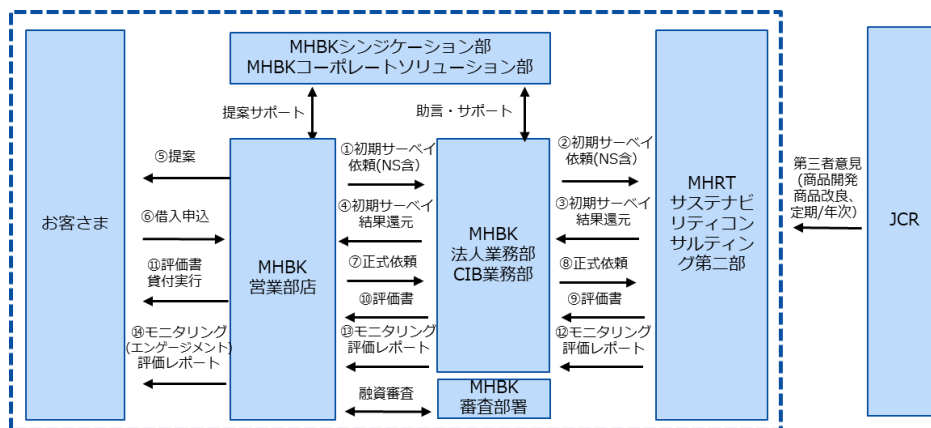 MHBKシンジケーション部
MHBKコーポレートソリューション部
提案サポート
助言・サポート
お客さま
⑤提案
⑥借入申込
⑪評価書
貸付実行
⑭モニタリング
(エンゲージメント)
評価レポート
MHBK
営業部店
①初期サーベイ
依頼(NS含)
④初期サーベイ
結果還元
⑦正式依頼
⑩評価書
⑬モニタリング
評価レポート
融資審査
MHBK
法人業務部
CIB業務部
MHBK
審査部署
②初期サーベイ
依頼(NS含)
③初期サーベイ
結果還元
⑧正式依頼
⑨評価書
⑫モニタリング
評価レポート
MHRT
サステナビ
リティコン
サルティン
グ第二部
第三者意見
(商品開発
商品改良、
定期/年次)
JCR